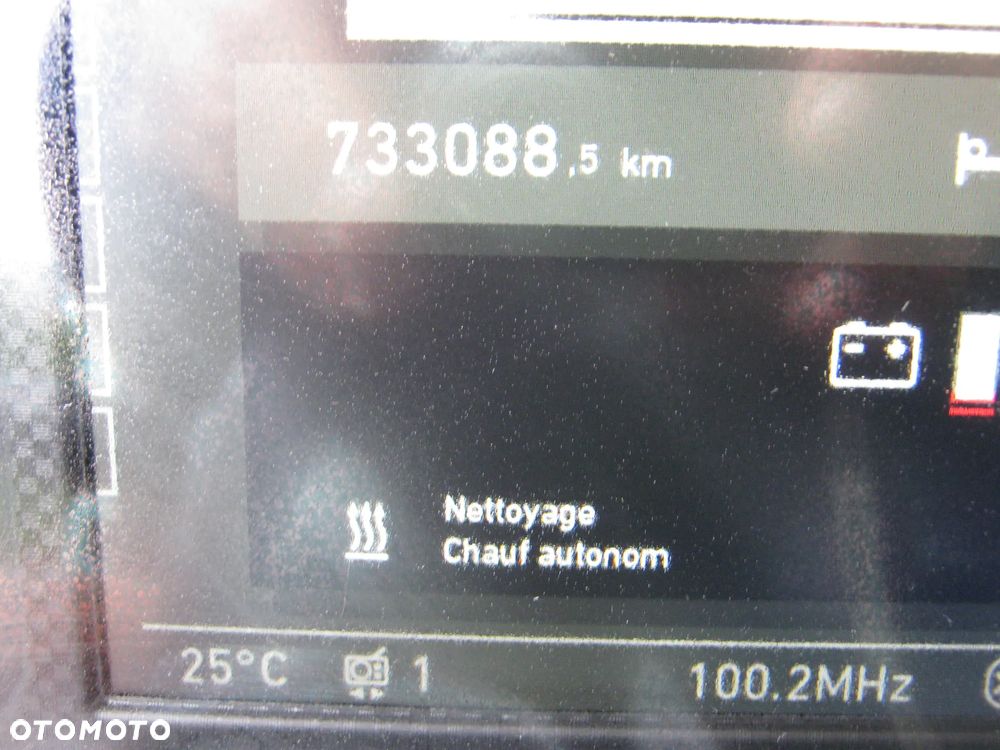 733088,5 km
Nettoyage
Chauf autonom
25°C 1 100.2MHz
OTOMOTO